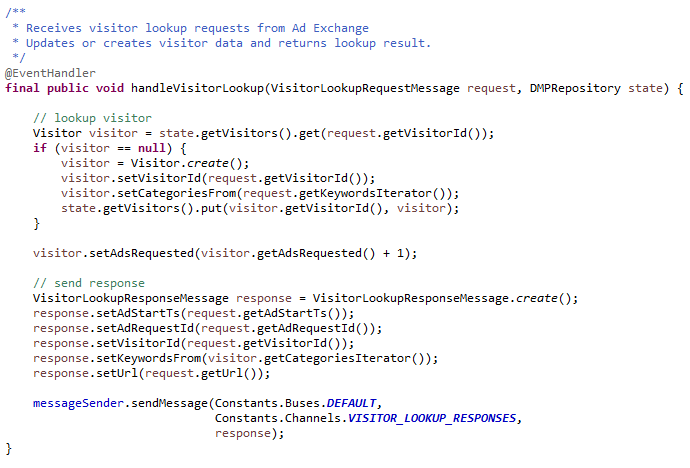 /**
 * Receives visitor lookup requests from Ad Exchange
 * Updates or creates visitor data and returns lookup result.
 */
@EventHandler
final public void handleVisitorLookup(VisitorLookupRequestMessage request, DMPRepository state) {
    // lookup visitor
    Visitor visitor = state.getVisitors().get(request.getVisitorId());
    if (visitor == null) {
        visitor = Visitor.create();
        visitor.setVisitorId(request.getVisitorId());
        visitor.setCategoriesFrom(request.getKeywordsIterator());
        state.getVisitors().put(visitor.getVisitorId(), visitor);
    }
    visitor.setAdsRequested(visitor.getAdsRequested() + 1);
    // send response
    VisitorLookupResponseMessage response = VisitorLookupResponseMessage.create();
    response.setAdStartTs(request.getAdStartTs());
    response.setAdRequestId(request.getAdRequestId());
    response.setVisitorId(request.getVisitorId());
    response.setKeywordsFrom(visitor.getCategoriesIterator());
    response.setUrl(request.getUrl());
    messageSender.sendMessage(Constants.Buses.DEFAULT,
                              Constants.Channels.VISITOR_LOOKUP_RESPONSES,
                              response);
}